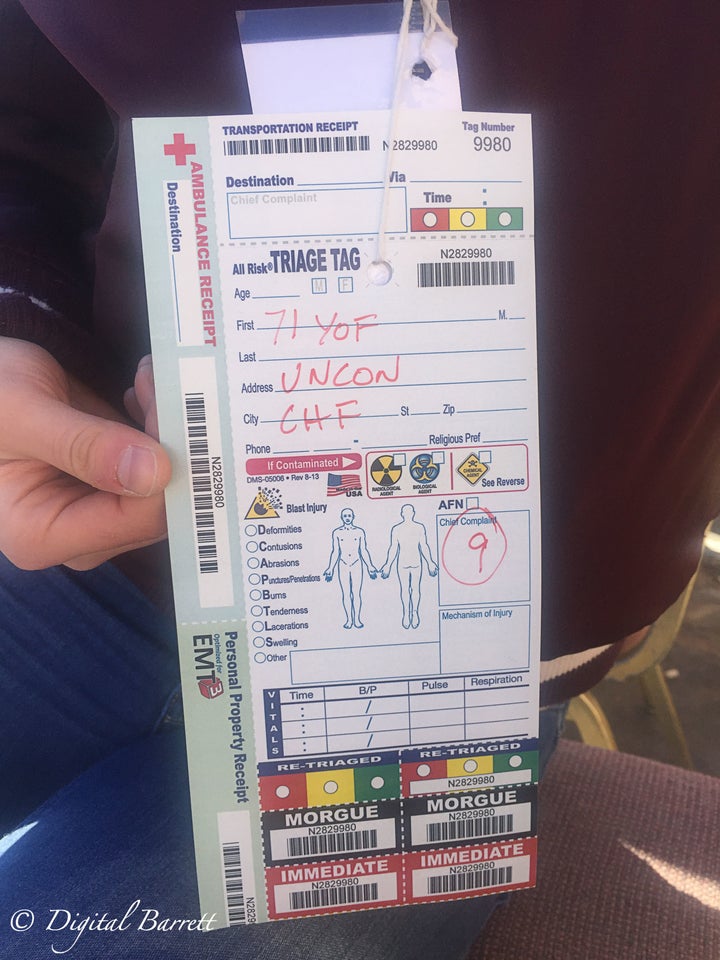 TRANSPORTATION RECEIPT
N2829980
Tag Number
9980
Destination Via
Chief Complaint
Time :
AMBULANCE RECEIPT
Destination
All Risk® TRIAGE TAG
N2829980
Age M F
First 71 YOF M.
Last
Address UNCON
City CHF St Zip
Phone - Religious Pref
If Contaminated
DMS-05006 • Rev 8-13
USA
RADIOLOGICAL AGENT
BIOLOGICAL AGENT
CHEMICAL AGENT
See Reverse
N2829980
Blast Injury
AFN
Chief Complaint
9
Deformities
Contusions
Abrasions
Punctures/Penetrations
Burns
Tenderness
Lacerations
Swelling
Other
Mechanism of Injury
Optimized for
EMT3
Personal Property Receipt
VITALS
Time B/P Pulse Respiration
: /
: /
: /
RE-TRIAGED
RE-TRIAGED
N2829980
MORGUE
N2829980
MORGUE
N2829980
IMMEDIATE
N2829980
IMMEDIATE
N2829980
© Digital Barrett